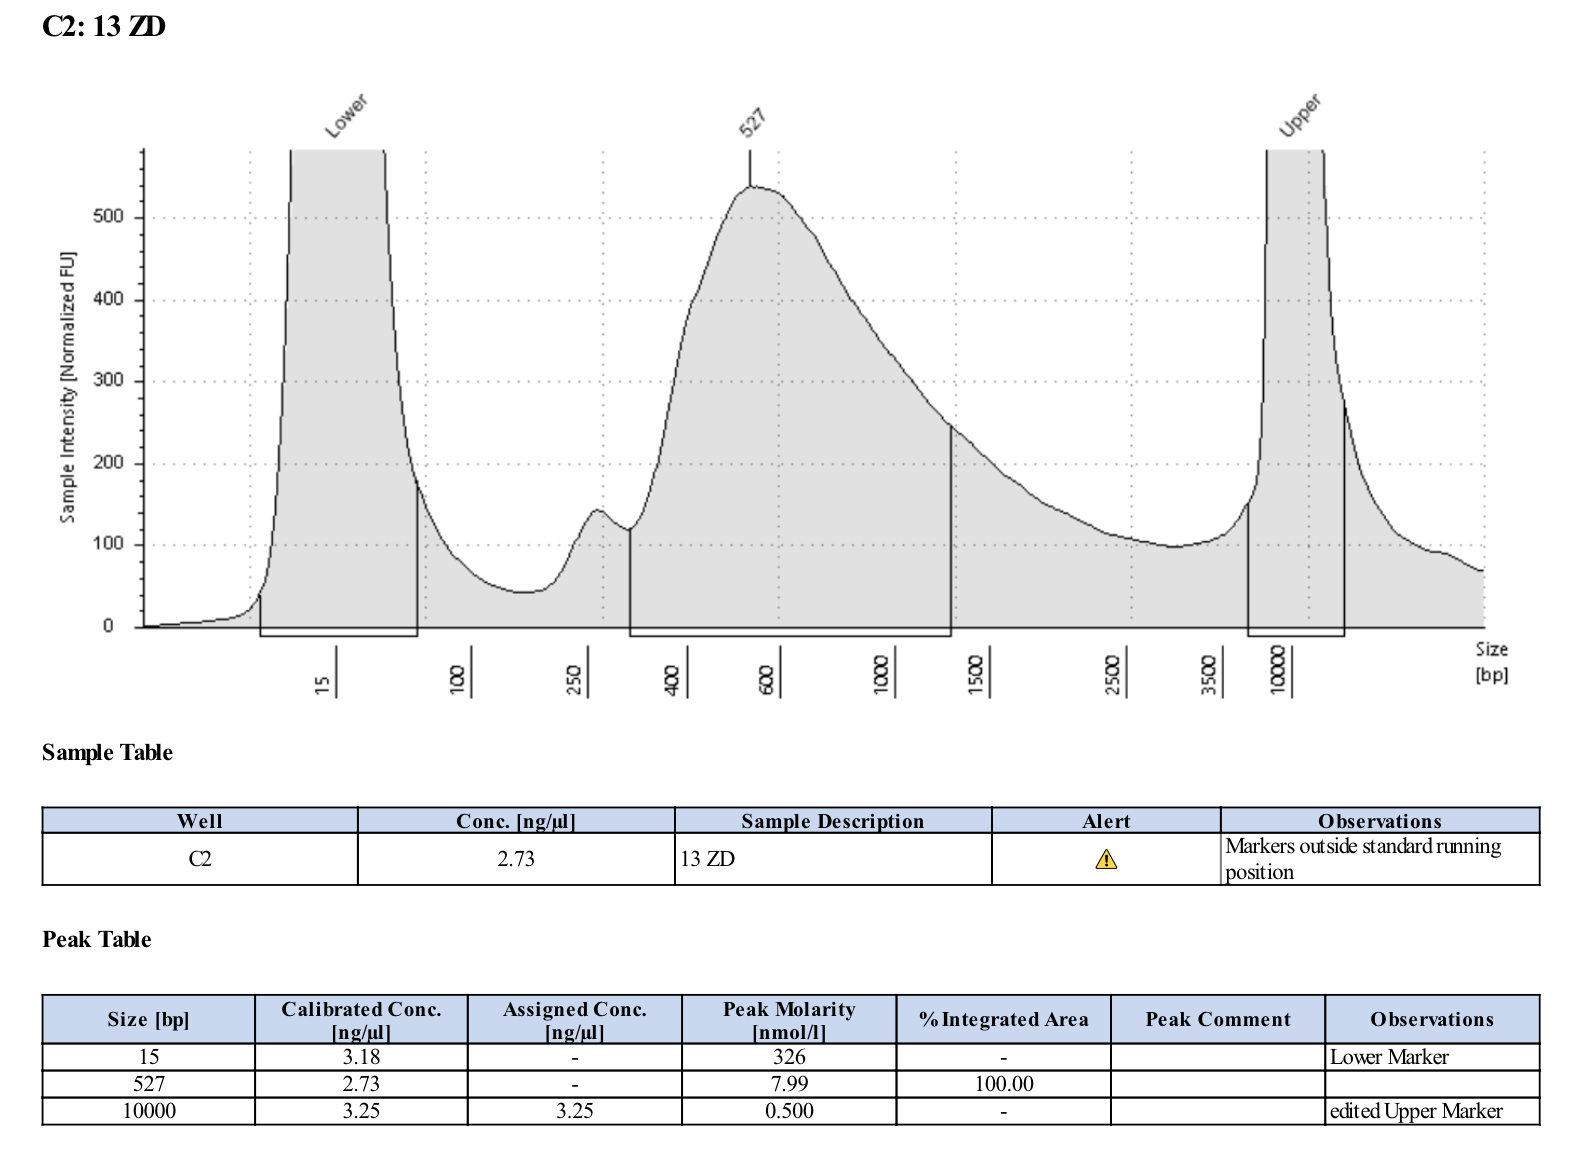 C2: 13 ZD
Lower
527
Upper
Sample Intensity [Normalized FU]
500
400
300
200
100
0
15
100
250
400
600
1000
1500
2500
3500
10000
Size
[bp]
Sample Table
Well Conc. [ng/µl] Sample Description Alert Observations
C2 2.73 13 ZD Markers outside standard running
position
Peak Table
Size [bp] Calibrated Conc. Assigned Conc. Peak Molarity % Integrated Area Peak Comment Observations
[ng/µl] [ng/µl] [nmol/l]
15 3.18 - 326 - Lower Marker
527 2.73 - 7.99 100.00
10000 3.25 3.25 0.500 - edited Upper Marker